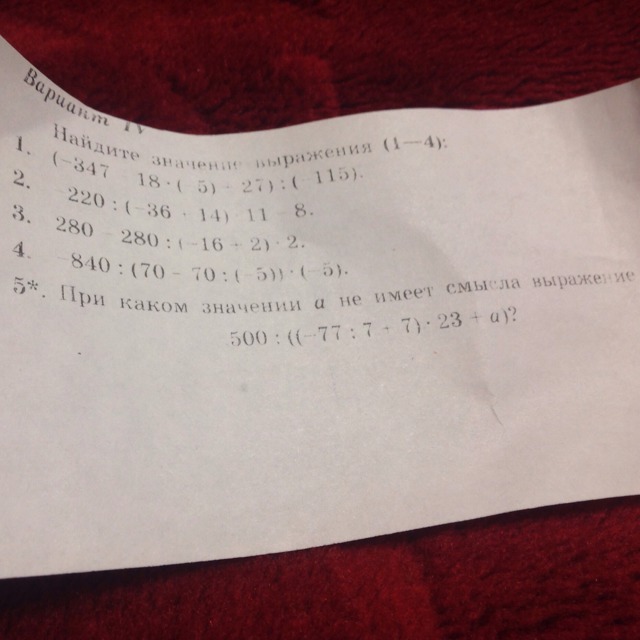 Вариант IV
Найдите значение выражения (1—4):
1. (-347 18·(-5) - 27) : (-115).
2. -220 : (-36 + 14) 11 - 8.
3. 280 - 280 : (-16 + 2) · 2.
4. -840 : (70 - 70 : (-5)) · (-5).
5*. При каком значении a не имеет смысла выражение
500 : ((-77 : 7 + 7) · 23 + a)?